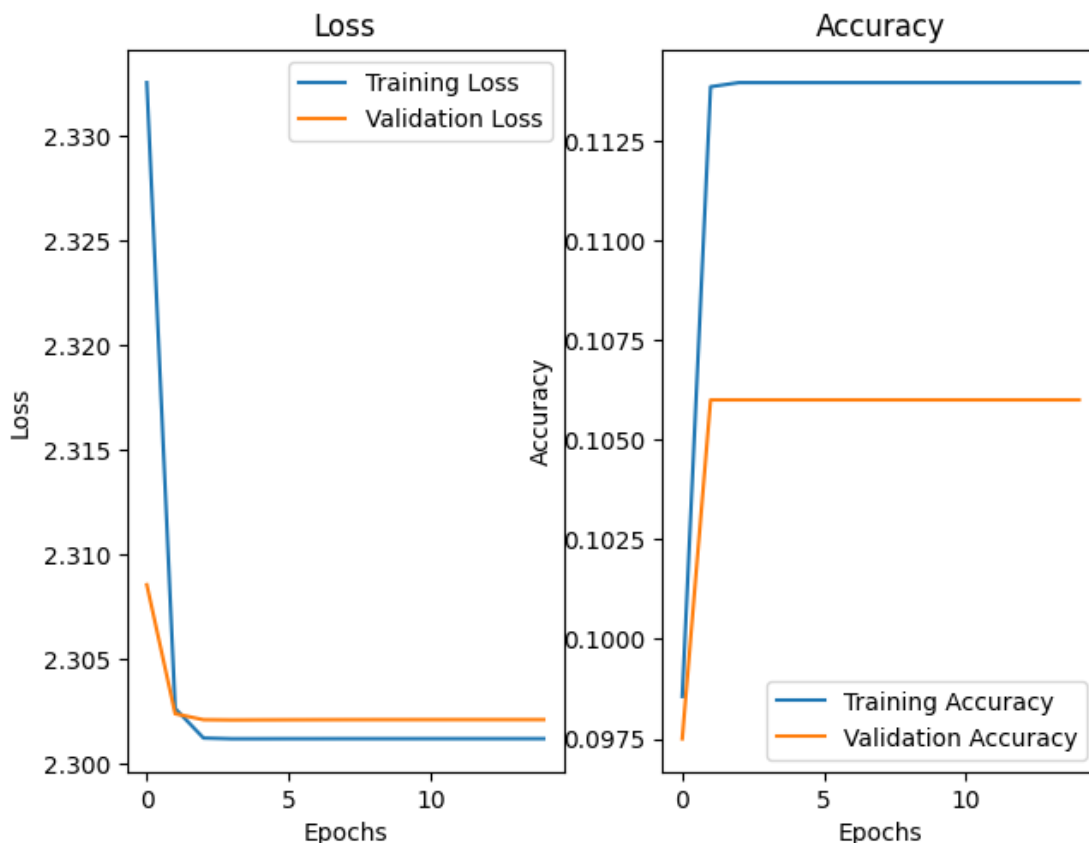 Loss
Training Loss
Validation Loss
2.330
2.325
2.320
2.315
2.310
2.305
2.300
Loss
0
5
10
Epochs
Accuracy
0.1125
0.1100
0.1075
0.1050
0.1025
0.1000
0.0975
Accuracy
Training Accuracy
Validation Accuracy
0
5
10
Epochs